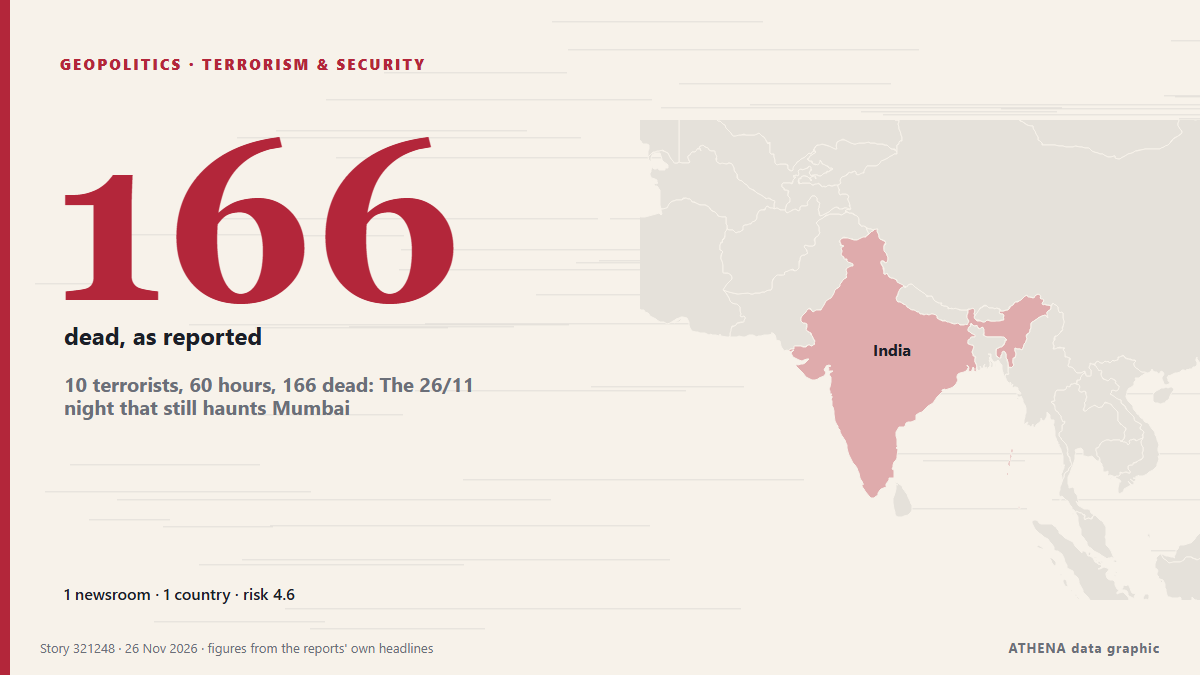 GEOPOLITICS · TERRORISM & SECURITY
166
dead, as reported
10 terrorists, 60 hours, 166 dead: The 26/11
night that still haunts Mumbai
India
1 newsroom · 1 country · risk 4.6
Story 321248 · 26 Nov 2026 · figures from the reports' own headlines
ATHENA data graphic